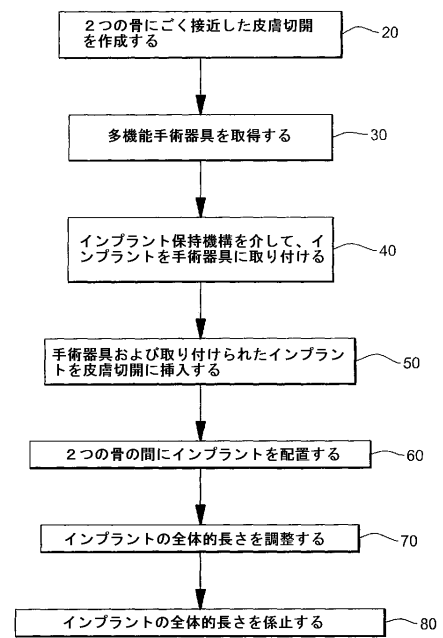 2つの骨にごく接近した皮膚切開
を作成する
20
多機能手術器具を取得する
30
インプラント保持機構を介して、イ
ンプラントを手術器具に取り付ける
40
手術器具および取り付けられたインプラン
トを皮膚切開に挿入する
50
2つの骨の間にインプラントを配置する
60
インプラントの全体的長さを調整する
70
インプラントの全体的長さを係止する
80